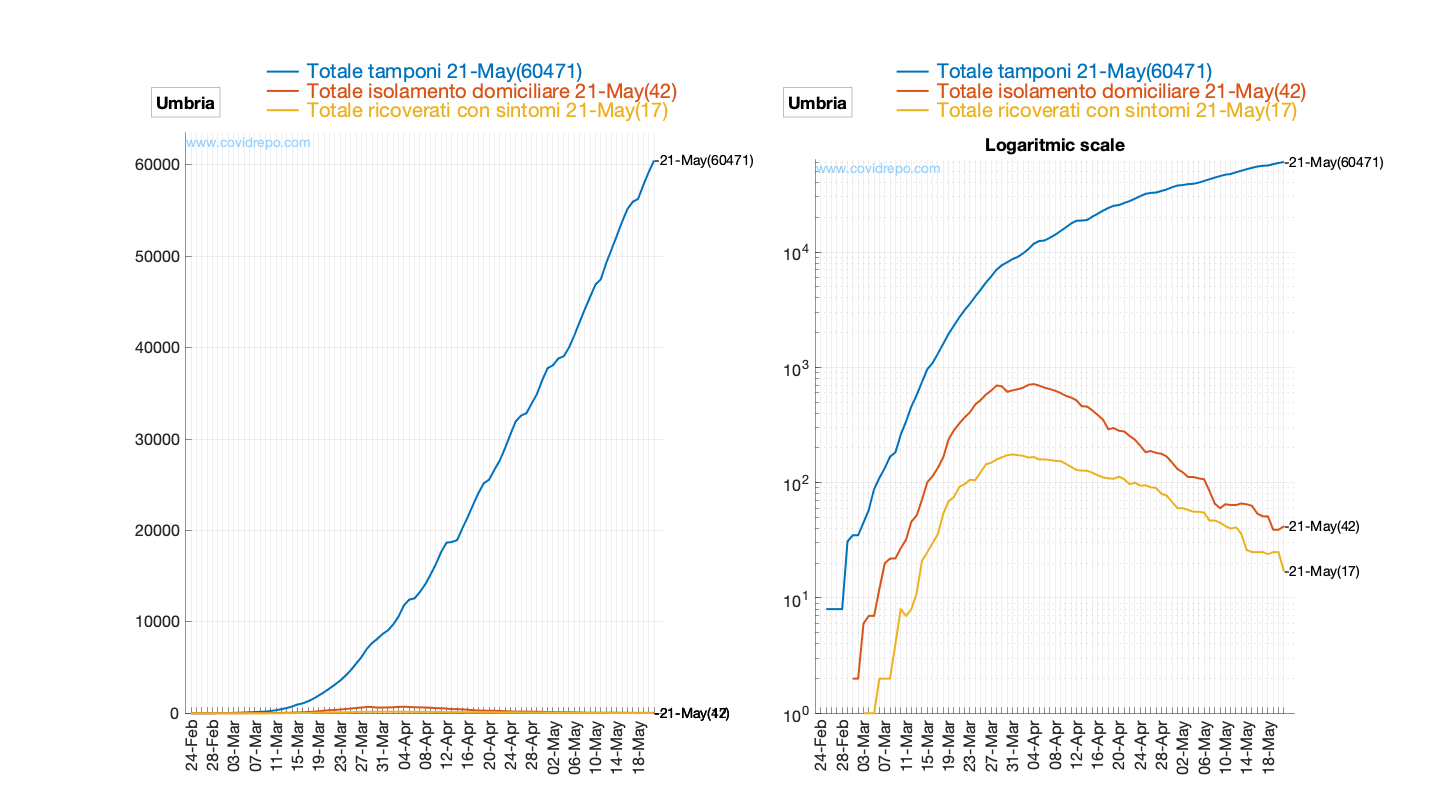 Totale tamponi 21-May(60471)
Totale isolamento domiciliare 21-May(42)
Totale ricoverati con sintomi 21-May(17)
Umbria
www.covidrepo.com
60000
50000
40000
30000
20000
10000
0
-21-May(60471)
-21-May(42)
24-Feb
28-Feb
03-Mar
07-Mar
11-Mar
15-Mar
19-Mar
23-Mar
27-Mar
31-Mar
04-Apr
08-Apr
12-Apr
16-Apr
20-Apr
24-Apr
28-Apr
02-May
06-May
10-May
14-May
18-May
Totale tamponi 21-May(60471)
Totale isolamento domiciliare 21-May(42)
Totale ricoverati con sintomi 21-May(17)
Umbria
Logaritmic scale
www.covidrepo.com
10^4
10^3
10^2
10^1
10^0
-21-May(60471)
-21-May(42)
-21-May(17)
24-Feb
28-Feb
03-Mar
07-Mar
11-Mar
15-Mar
19-Mar
23-Mar
27-Mar
31-Mar
04-Apr
08-Apr
12-Apr
16-Apr
20-Apr
24-Apr
28-Apr
02-May
06-May
10-May
14-May
18-May